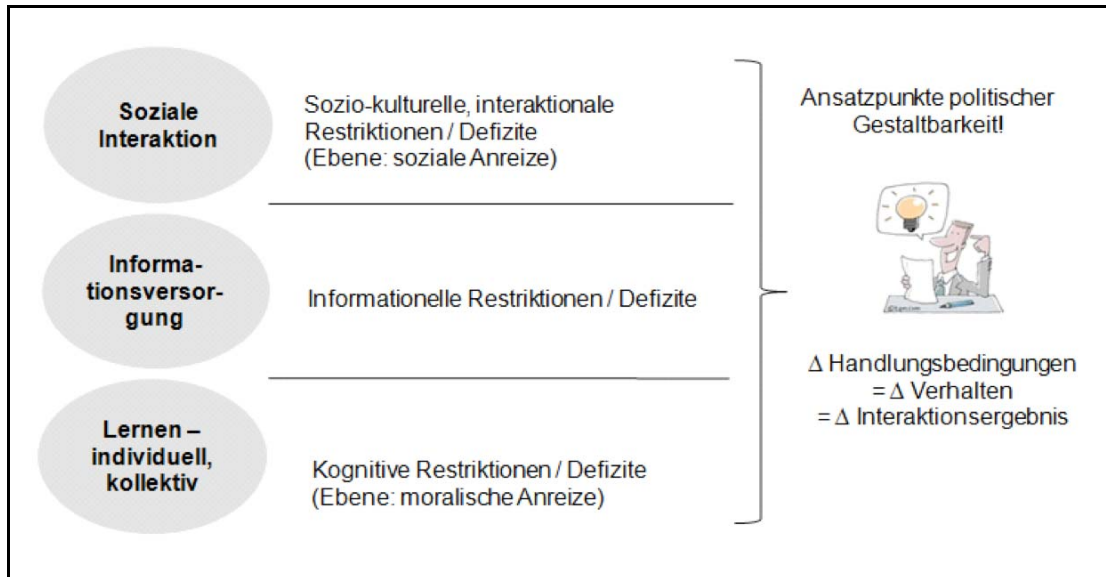 Soziale
Interaktion
Sozio-kulturelle, interaktionale
Restriktionen / Defizite
(Ebene: soziale Anreize)
Informa-
tionsversor-
gung
Informationelle Restriktionen / Defizite
Lernen –
individuell,
kollektiv
Kognitive Restriktionen / Defizite
(Ebene: moralische Anreize)
Ansatzpunkte politischer
Gestaltbarkeit!
Δ Handlungsbedingungen
= Δ Verhalten
= Δ Interaktionsergebnis